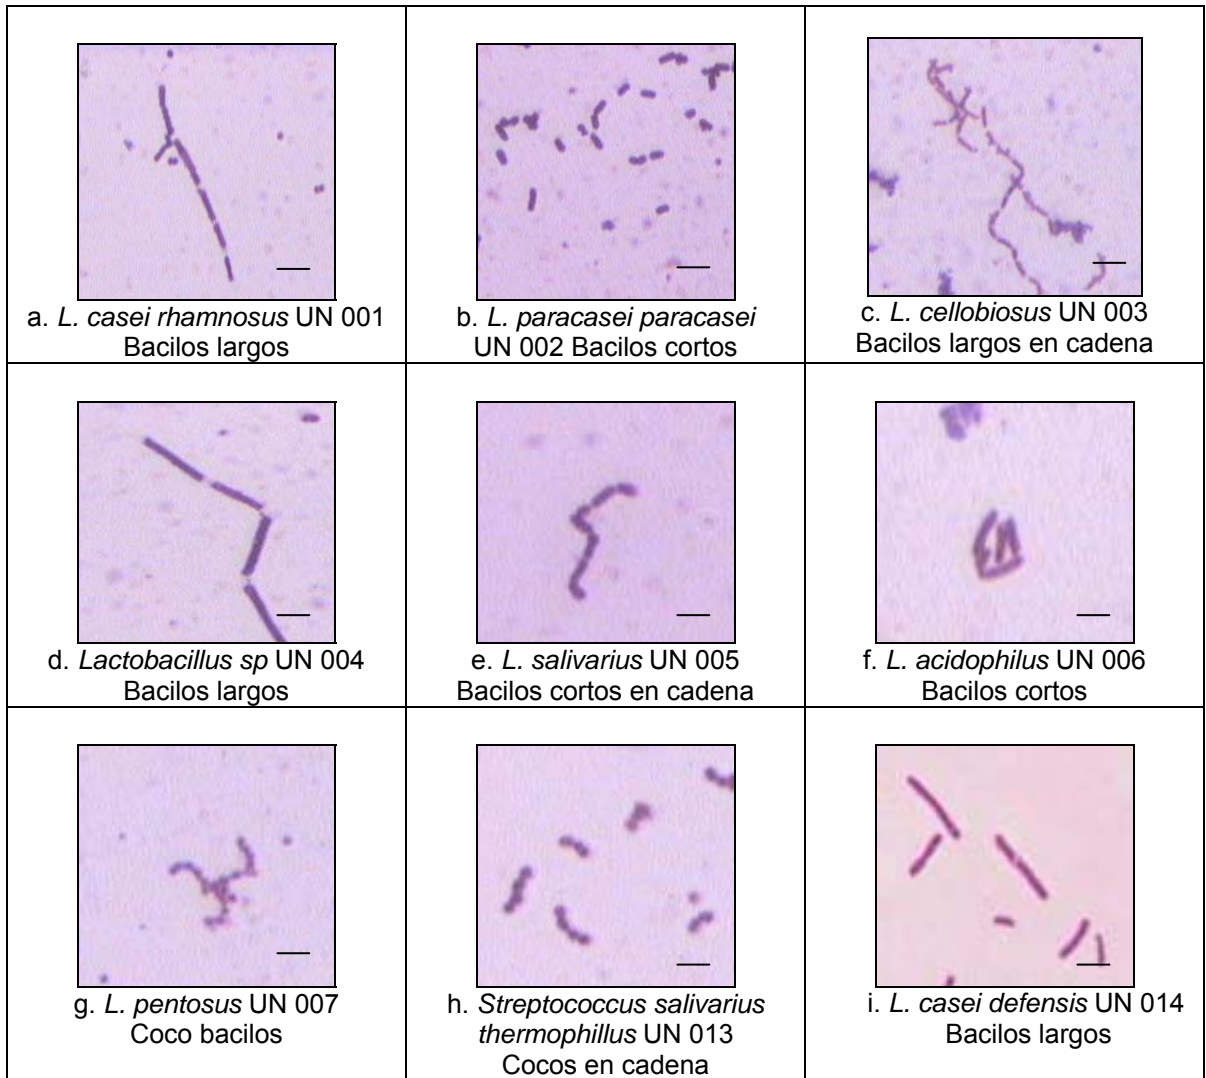 a. L. casei rhamnosus UN 001
Bacilos largos
b. L. paracasei paracasei
UN 002 Bacilos cortos
c. L. cellobiosus UN 003
Bacilos largos en cadena
d. Lactobacillus sp UN 004
Bacilos largos
e. L. salivarius UN 005
Bacilos cortos en cadena
f. L. acidophilus UN 006
Bacilos cortos
g. L. pentosus UN 007
Coco bacilos
h. Streptococcus salivarius
thermophillus UN 013
Cocos en cadena
i. L. casei defensis UN 014
Bacilos largos